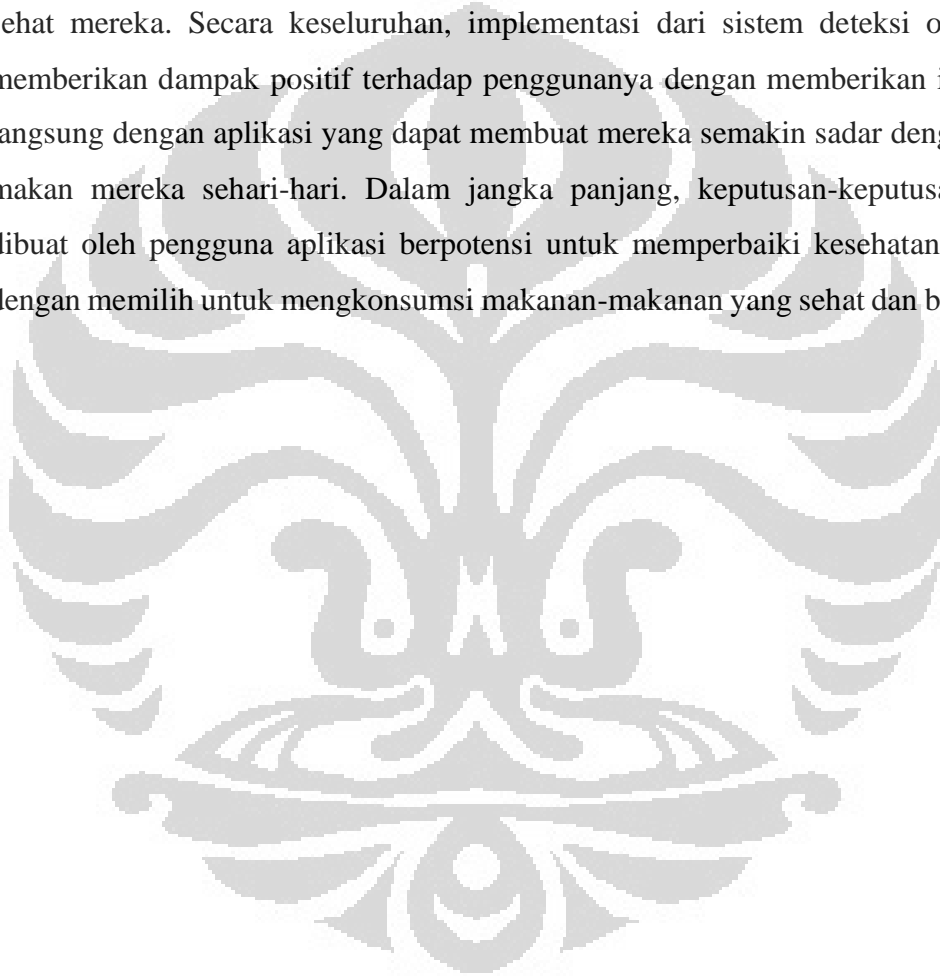 ehat mereka. Secara keseluruhan, implementasi dari sistem deteksi o
memberikan dampak positif terhadap penggunanya dengan memberikan i
angsung dengan aplikasi yang dapat membuat mereka semakin sadar deng
makan mereka sehari-hari. Dalam jangka panjang, keputusan-keputusa
dibuat oleh pengguna aplikasi berpotensi untuk memperbaiki kesehatan
dengan memilih untuk mengkonsumsi makanan-makanan yang sehat dan b